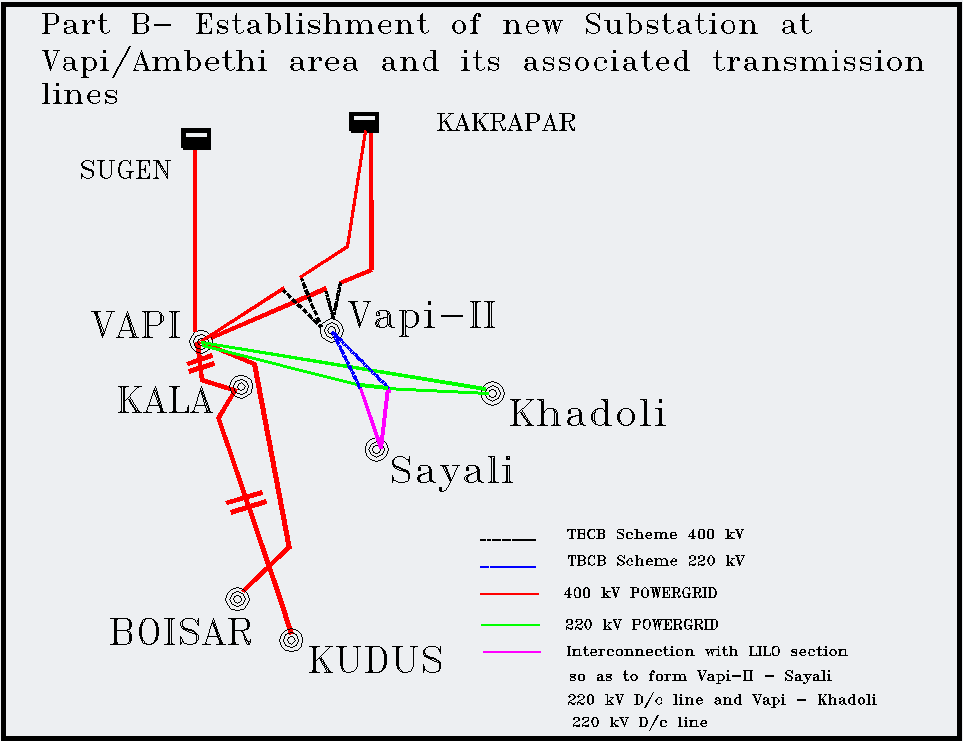 Part B- Establishment of new Substation at
Vapi/Ambethi area and its associated transmission
lines
KAKRAPAR
SUGEN
VAPI
Vapi-II
KALA
Khadoli
Sayali
BOISAR
KUDUS
TBCB Scheme 400 kV
TBCB Scheme 220 kV
400 kV POWERGRID
220 kV POWERGRID
Interconnection with LILO section
so as to form Vapi-II - Sayali
220 kV D/c line and Vapi - Khadoli
220 kV D/c line